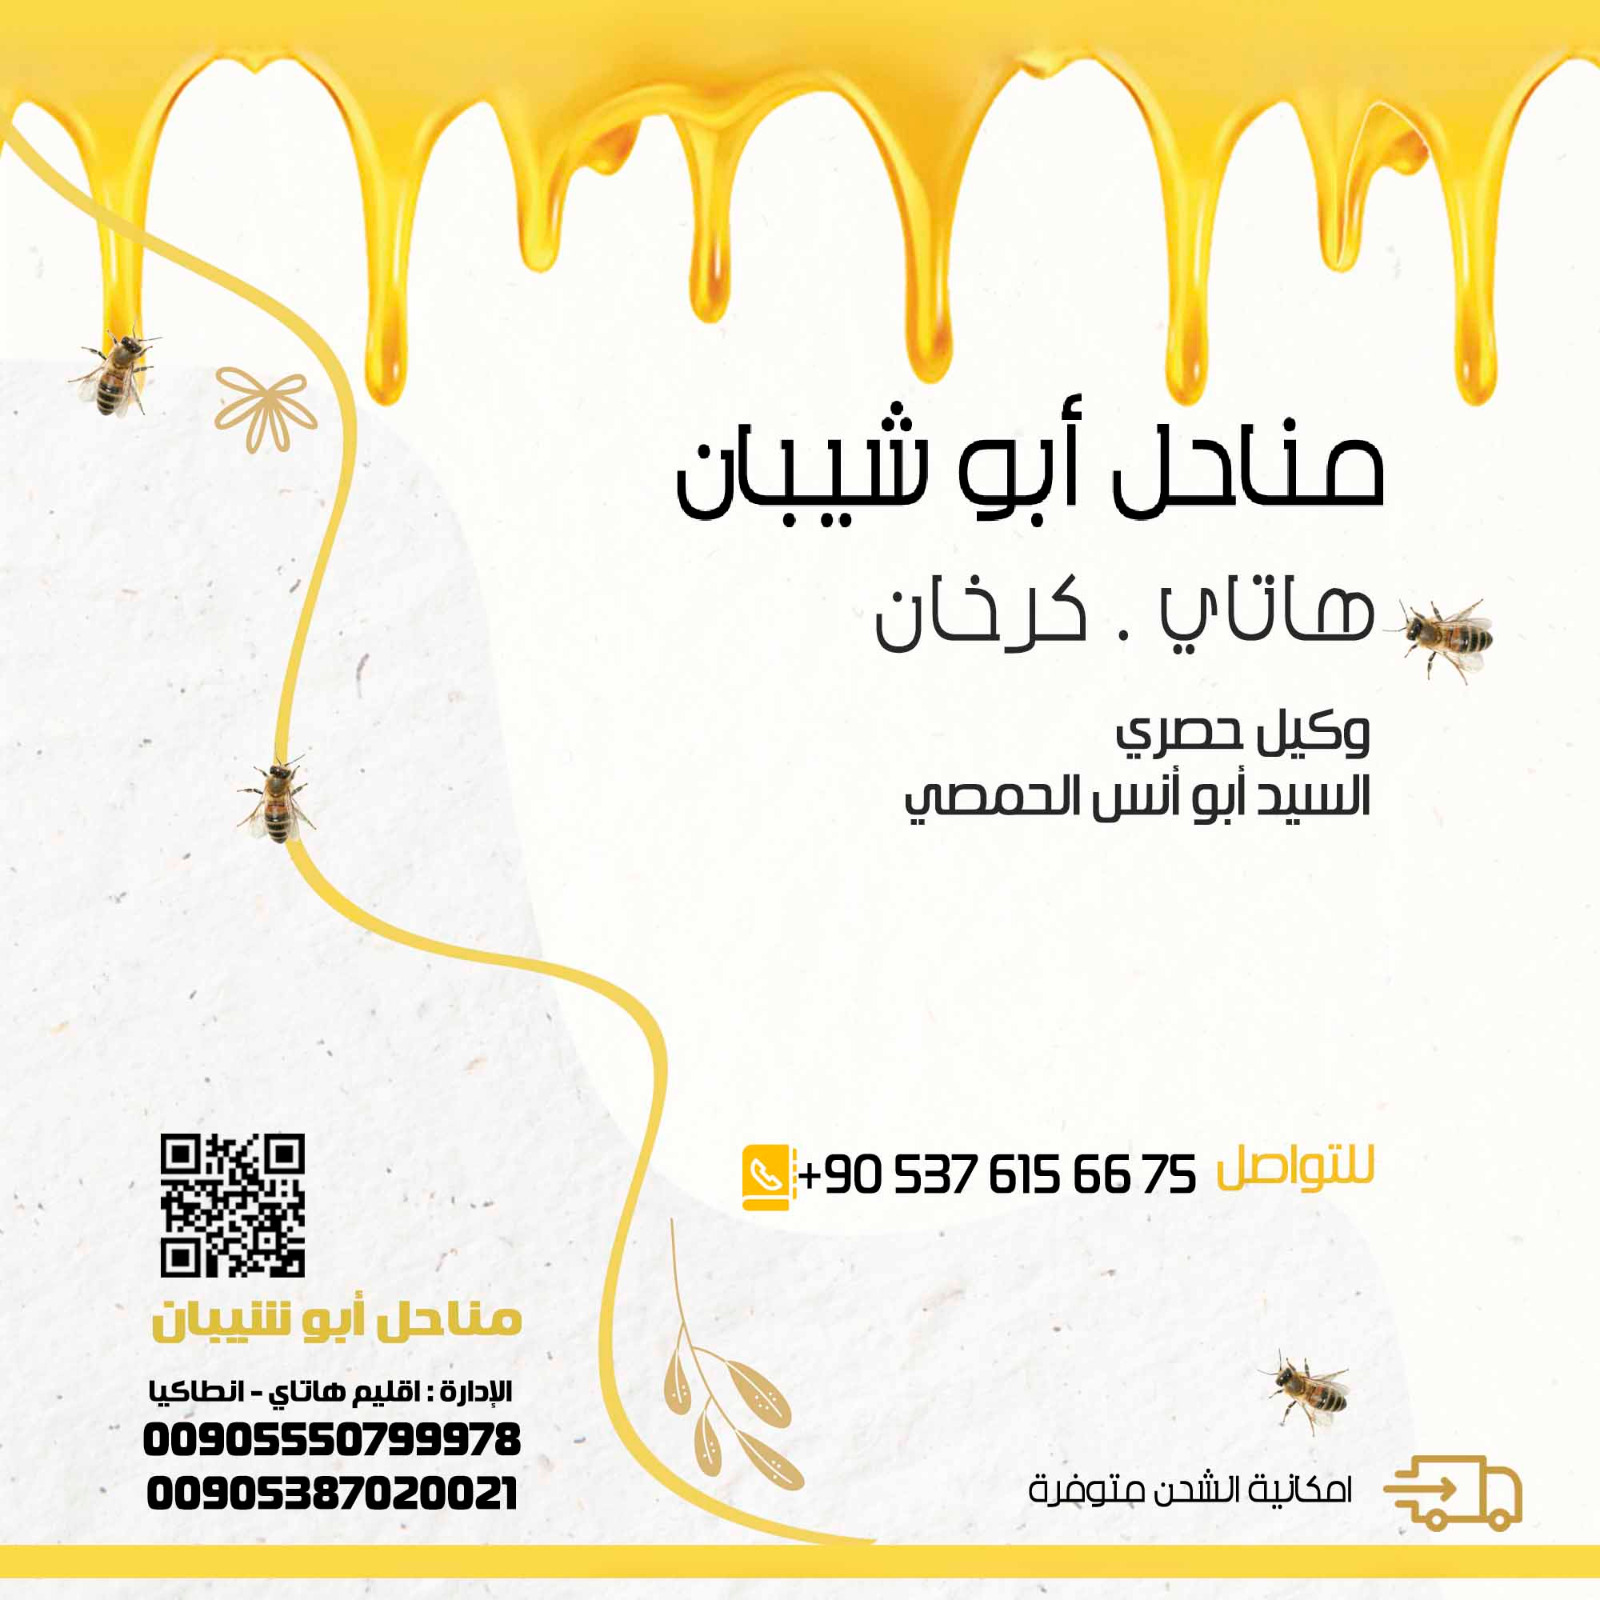 مناحل أبو شيبان
هاتاي . كرخان
وكيل حصري
السيد أبو أنس الحمصي
للتواصل +90 537 615 66 75
مناحل أبو شيبان
الإدارة : اقليم هاتاي - انطاكيا
00905550799978
00905387020021
امكانية الشحن متوفرة